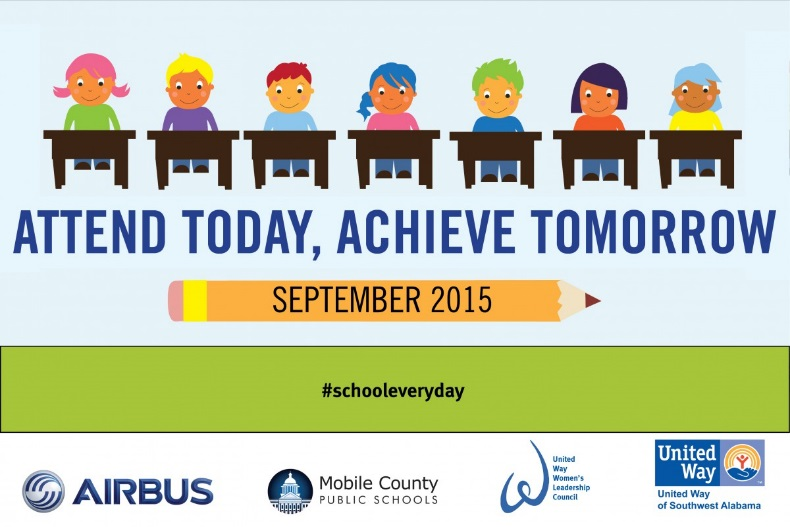 ATTEND TODAY, ACHIEVE TOMORROW
SEPTEMBER 2015
#schooleveryday
AIRBUS
Mobile County
PUBLIC SCHOOLS
United
Way
Women's
Leadership
Council
United
Way
United Way
of Southwest Alabama